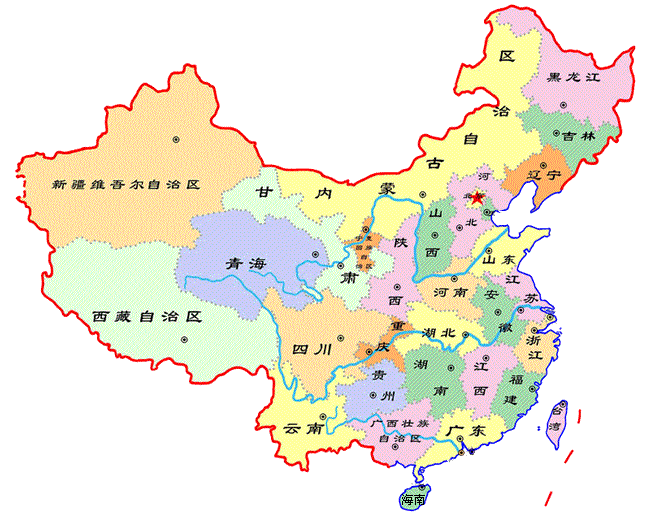 黑龙江
内蒙古自治区
吉林
辽宁
新疆维吾尔自治区
甘肃
北京
河北
山西
陕西
宁夏回族自治区
青海
山东
西藏自治区
河南
江苏
安徽
四川
重庆
湖北
浙江
湖南
江西
贵州
福建
云南
广西壮族
自治区
广东
台湾
海南